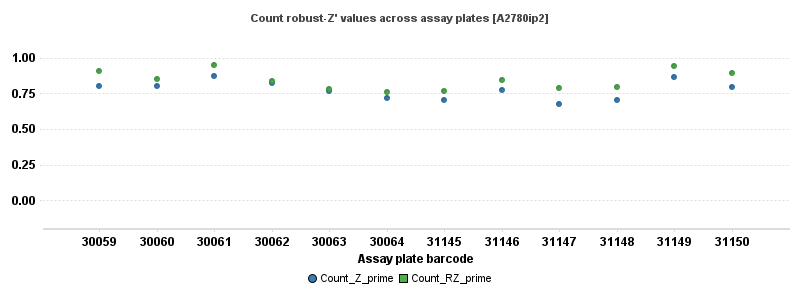 Count robust-Z' values across assay plates [A2780ip2]
1.00
0.75
0.50
0.25
0.00
30059 30060 30061 30062 30063 30064 31145 31146 31147 31148 31149 31150
Assay plate barcode
Count_Z_prime Count_RZ_prime